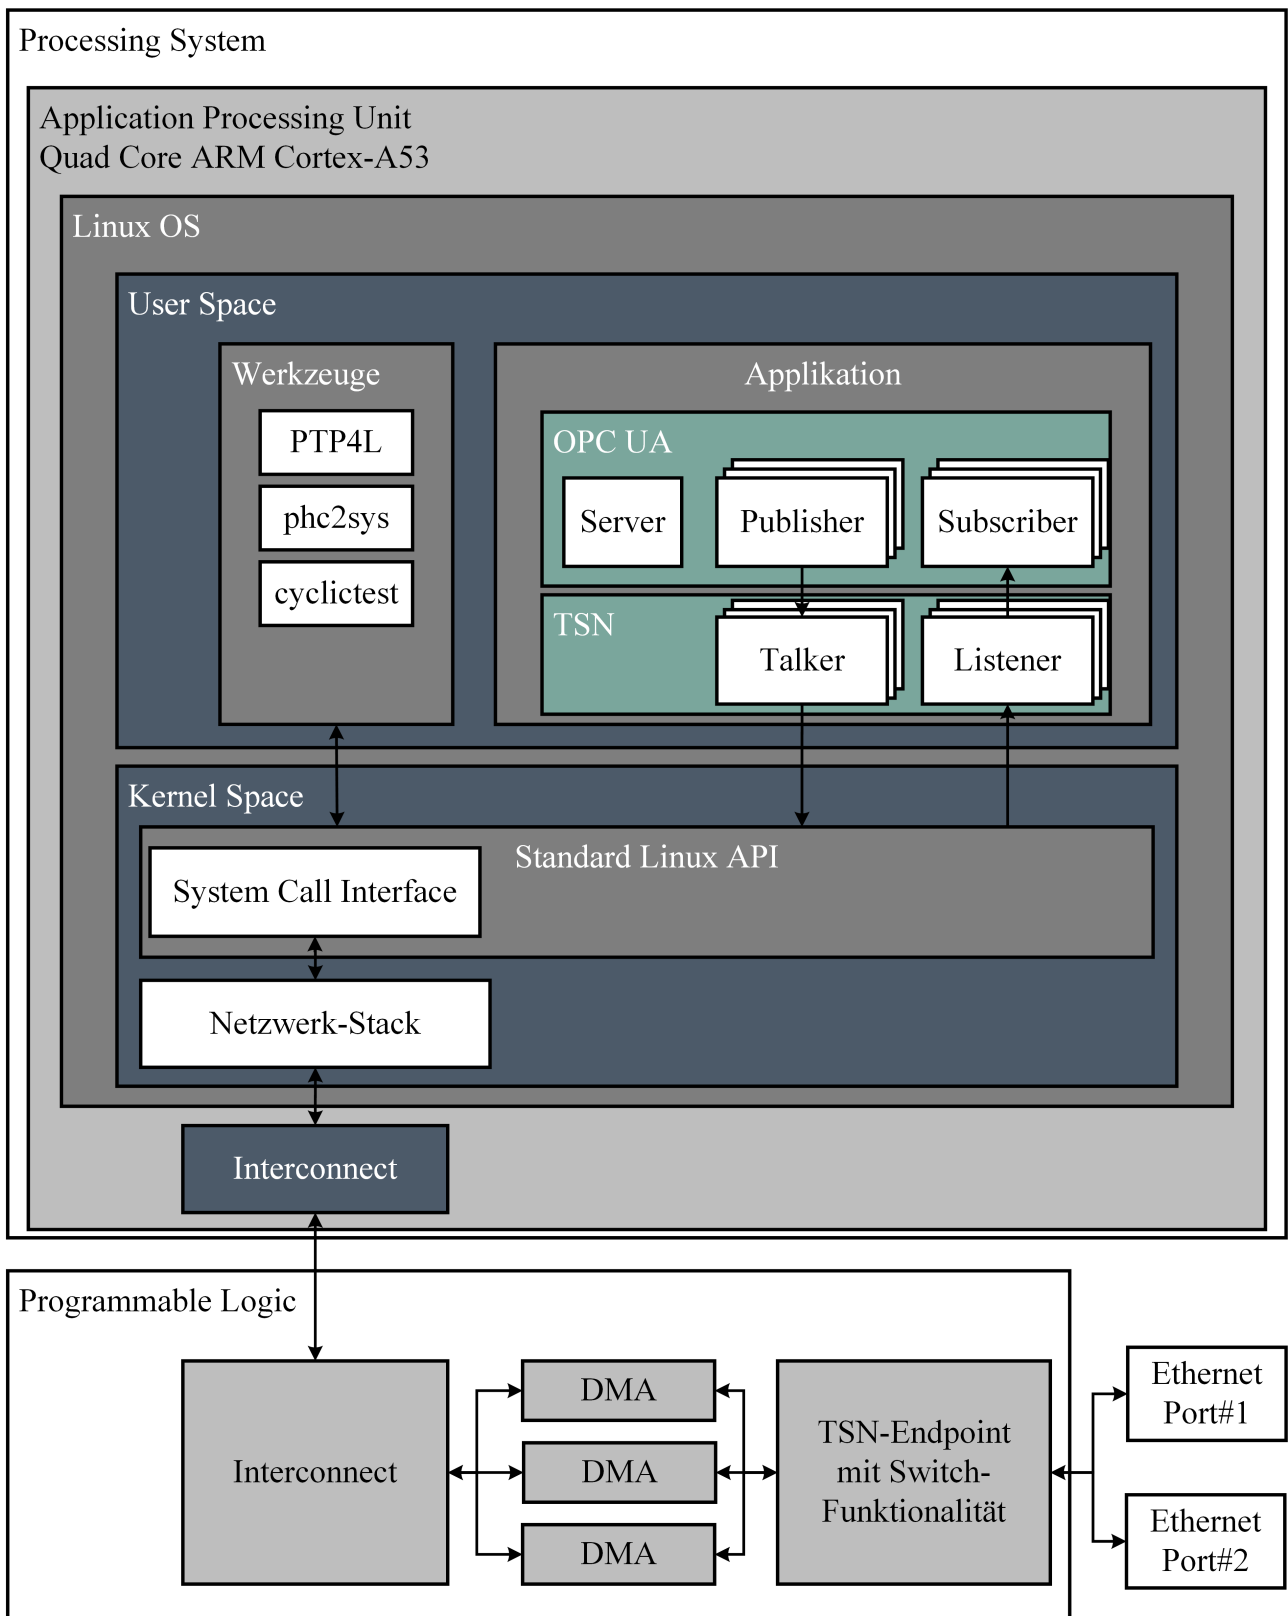 Processing System
Application Processing Unit
Quad Core ARM Cortex-A53
Linux OS
User Space
Werkzeuge
PTP4L
phc2sys
cyclictest
Applikation
OPC UA
Server
Publisher
Subscriber
TSN
Talker
Listener
Kernel Space
Standard Linux API
System Call Interface
Netzwerk-Stack
Interconnect
Programmable Logic
Interconnect
DMA
DMA
DMA
TSN-Endpoint
mit Switch-
Funktionalität
Ethernet
Port#1
Ethernet
Port#2